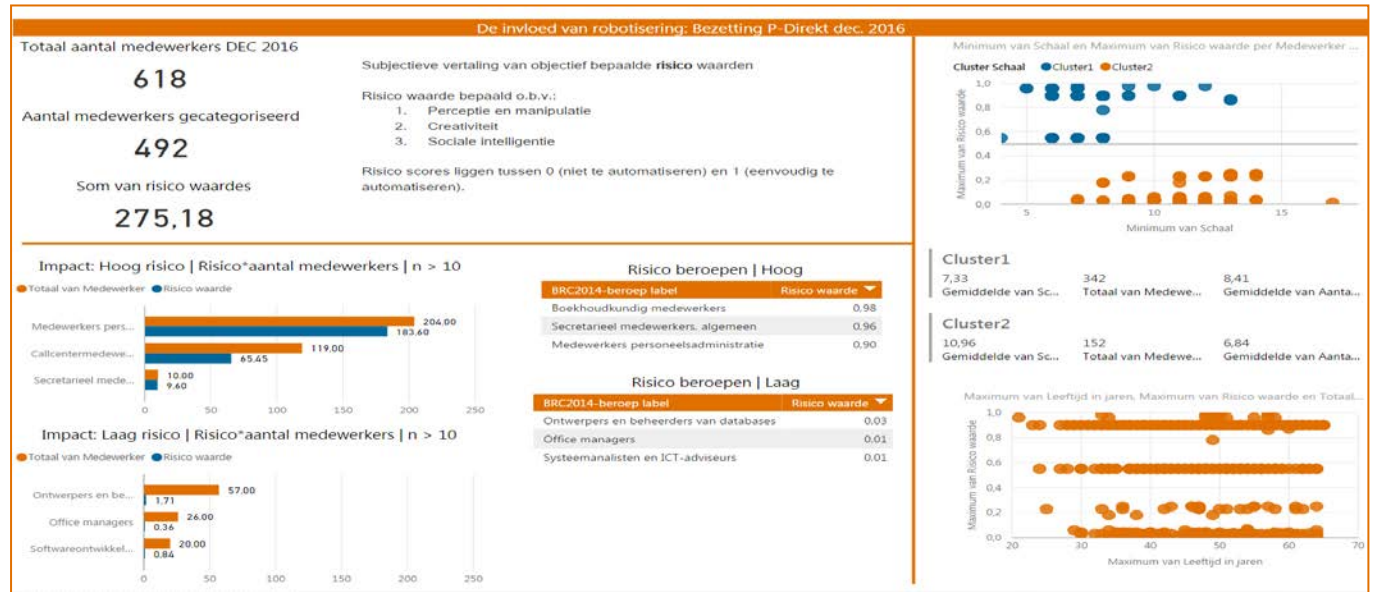 De invloed van robotisering: Bezetting P-Direkt dec. 2016
Totaal aantal medewerkers DEC 2016
618
Aantal medewerkers gecategoriseerd
492
Som van risico waardes
275,18
Subjectieve vertaling van objectief bepaalde risico waarden
Risico waarde bepaald o.b.v.:
1. Perceptie en manipulatie
2. Creativiteit
3. Sociale intelligentie
Risico scores liggen tussen 0 (niet te automatiseren) en 1 (eenvoudig te
automatiseren).
Impact: Hoog risico | Risico*aantal medewerkers | n > 10
Totaal van Medewerker Risico waarde
Medewerkers pers... 204.00
183.60
Callcentermedewe... 119.00
65.45
Secretarieel mede... 10.00
9.60
0 50 100 150 200 250
Impact: Laag risico | Risico*aantal medewerkers | n > 10
Totaal van Medewerker Risico waarde
Ontwerpers en be... 57.00
1.71
Office managers 26.00
0.36
Softwareontwikkel... 20.00
0.84
0 50 100 150 200 250
Risico beroepen | Hoog
BRC2014-beroep label Risico waarde
Boekhoudkundig medewerkers 0,98
Secretarieel medewerkers, algemeen 0,96
Medewerkers personeelsadministratie 0,90
Risico beroepen | Laag
BRC2014-beroep label Risico waarde
Ontwerpers en beheerders van databases 0,03
Office managers 0,01
Systeemanalisten en ICT-adviseurs 0,01
Minimum van Schaal en Maximum van Risico waarde per Medewerker ...
Cluster Schaal Cluster1 Cluster2
Maximum van Risico waarde
1,0
0,8
0,6
0,4
0,2
0,0
5 10 15
Minimum van Schaal
Cluster1
7,33 342 8,41
Gemiddelde van Sc... Totaal van Medewe... Gemiddelde van Aanta...
Cluster2
10,96 152 6,84
Gemiddelde van Sc... Totaal van Medewe... Gemiddelde van Aanta...
Maximum van Leeftijd in jaren, Maximum van Risico waarde en Totaal...
Maximum van Risico waarde
1,0
0,8
0,6
0,4
0,2
0,0
20 30 40 50 60 70
Maximum van Leeftijd in jaren